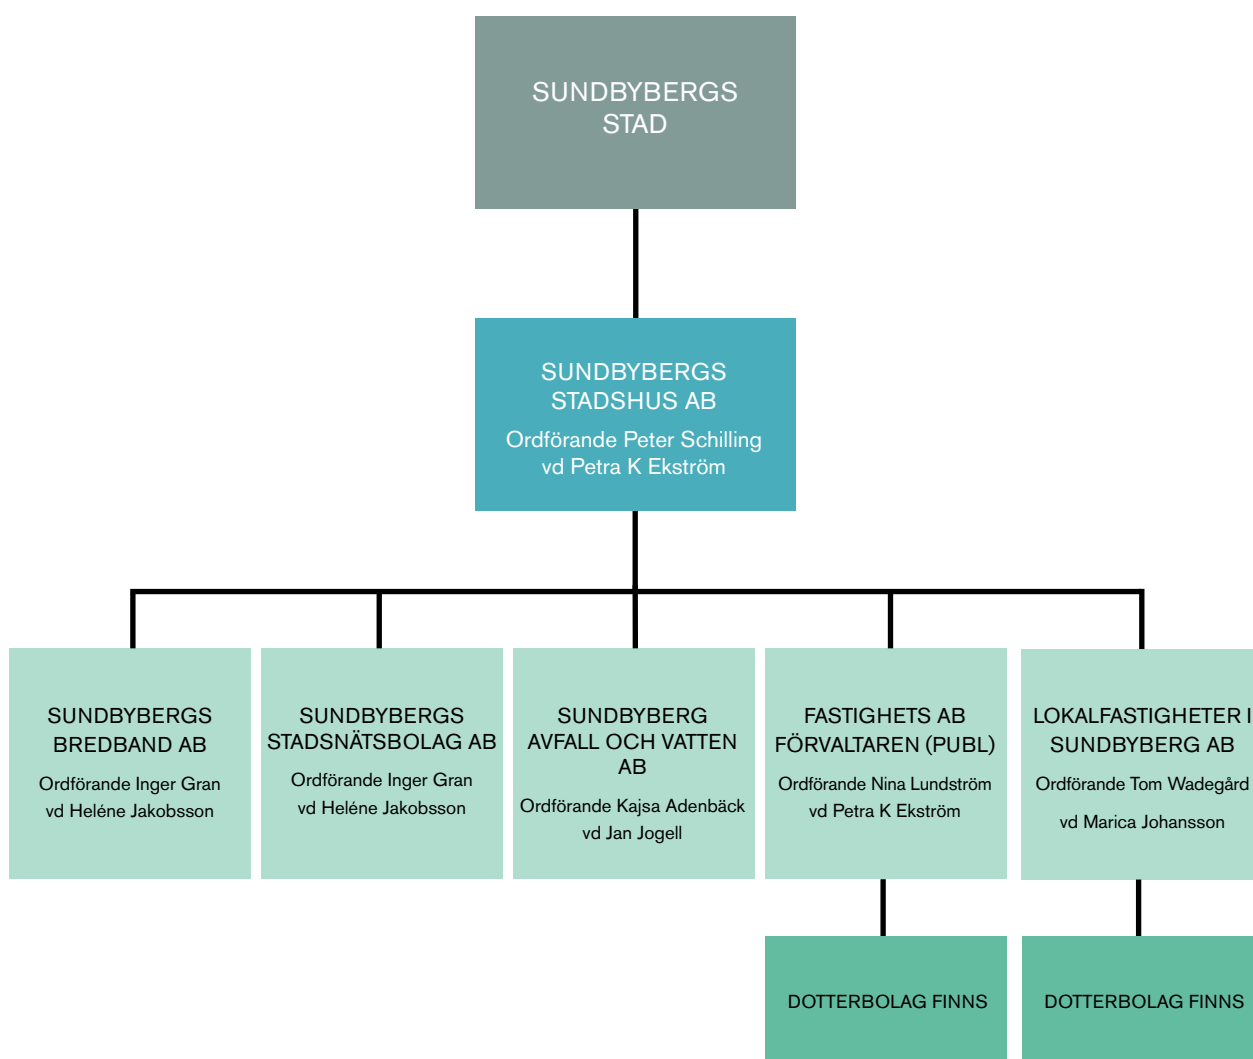 SUNDBYBERGS
STAD
SUNDBYBERGS
STADSHUS AB
Ordförande Peter Schilling
vd Petra K Ekström
SUNDBYBERGS
BREDBAND AB
Ordförande Inger Gran
vd Heléne Jakobsson
SUNDBYBERGS
STADSNÄTSBOLAG AB
Ordförande Inger Gran
vd Heléne Jakobsson
SUNDBYBERG
AVFALL OCH VATTEN
AB
Ordförande Kajsa Adenbäck
vd Jan Jogell
FASTIGHETS AB
FÖRVALTAREN (PUBL)
Ordförande Nina Lundström
vd Petra K Ekström
LOKALFASTIGHETER I
SUNDBYBERG AB
Ordförande Tom Wadegård
vd Marica Johansson
DOTTERBOLAG FINNS
DOTTERBOLAG FINNS